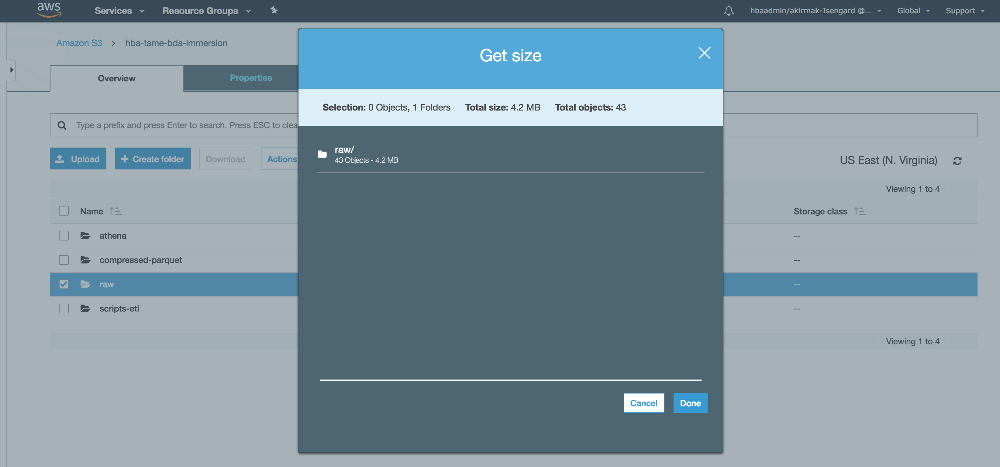 aws Services Resource Groups hbaadmin/akirmak-Isengard @... Global Support
Amazon S3 > hba-tame-bda-immersion
Overview Properties
Type a prefix and press Enter to search. Press ESC to clea
Upload Create folder Download Actions
US East (N. Virginia)
Viewing 1 to 4
Name Storage class
athena --
compressed-parquet --
raw --
scripts-etl --
Viewing 1 to 4
Get size
Selection: 0 Objects, 1 Folders Total size: 4.2 MB Total objects: 43
raw/
43 Objects - 4.2 MB
Cancel Done